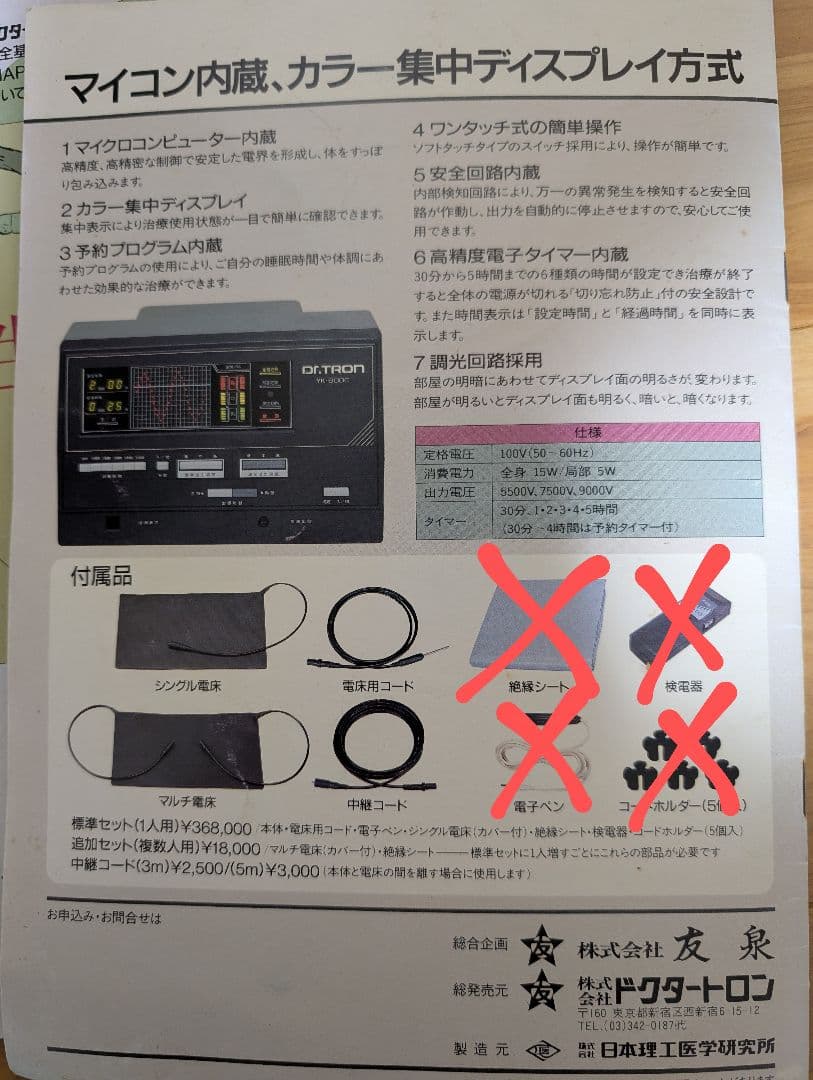 マイコン内蔵、カラー集中ディスプレイ方式
1 マイクロコンピューター内蔵
高精度、高精密な制御で安定した電界を形成し、体をすっぽ
り包み込みます。
2 カラー集中ディスプレイ
集中表示により治療使用状態が一目で簡単に確認できます。
3 予約プログラム内蔵
予約プログラムの使用により、ご自分の睡眠時間や体調にあ
わせた効果的な治療ができます。
4 ワンタッチ式の簡単操作
ソフトタッチタイプのスイッチ採用により、操作が簡単です。
5 安全回路内蔵
内部検知回路により、万一の異常発生を検知すると安全回
路が作動し、出力を自動的に停止させますので、安心してご使
用できます。
6 高精度電子タイマー内蔵
30分から5時間までの6種類の時間が設定でき治療が終了
すると全体の電源が切れる「切り忘れ防止」付の安全設計で
す。また時間表示は「設定時間」と「経過時間」を同時に表
示します。
7 調光回路採用
部屋の明暗にあわせてディスプレイ面の明るさが、変わります。
部屋が明るいとディスプレイ面も明るく、暗いと、暗くなります。
Dr.TRON
YK-9000
2 00
0 25
仕様
定格電圧 100V(50~60Hz)
消費電力 全身 15W/局部 5W
出力電圧 5500V、7500V、9000V
タイマー 30分、1・2・3・4・5時間
(30分~4時間は予約タイマー付)
付属品
シングル電床
電床用コード
絶縁シート
検電器
マルチ電床
中継コード
電子ペン
コードホルダー(5個入)
標準セット(1人用)¥368,000/本体・電床用コード・電子ペン・シングル電床(カバー付)・絶縁シート・検電器・コードホルダー(5個入)
追加セット(複数人用)¥18,000/マルチ電床(カバー付)・絶縁シート——標準セットに1人増すごとにこれらの部品が必要です
中継コード(3m)¥2,500/(5m)¥3,000(本体と電床の間を離す場合に使用します)
お申込み・お問合せは
総合企画 友 株式会社 友泉
総発売元 友 株式会社ドクタートロン
〒160 東京都新宿区西新宿6-15-12
TEL.(03)342-0187代
製造元 株式会社日本理工医学研究所